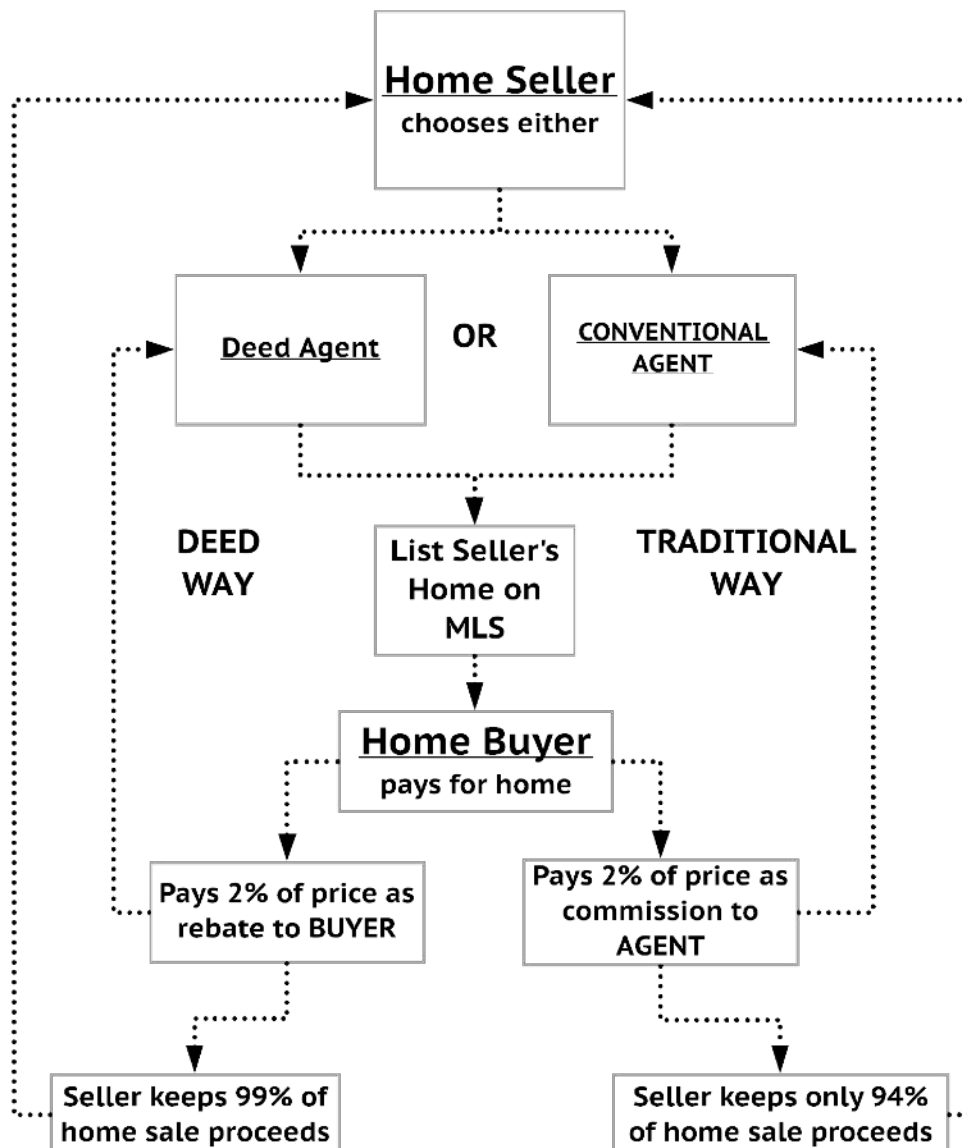 Home Seller
chooses either
Deed Agent
OR
CONVENTIONAL
AGENT
DEED
WAY
List Seller's
Home on
MLS
TRADITIONAL
WAY
Home Buyer
pays for home
Pays 2% of price as
rebate to BUYER
Pays 2% of price as
commission to
AGENT
Seller keeps 99% of
home sale proceeds
Seller keeps only 94%
of home sale proceeds